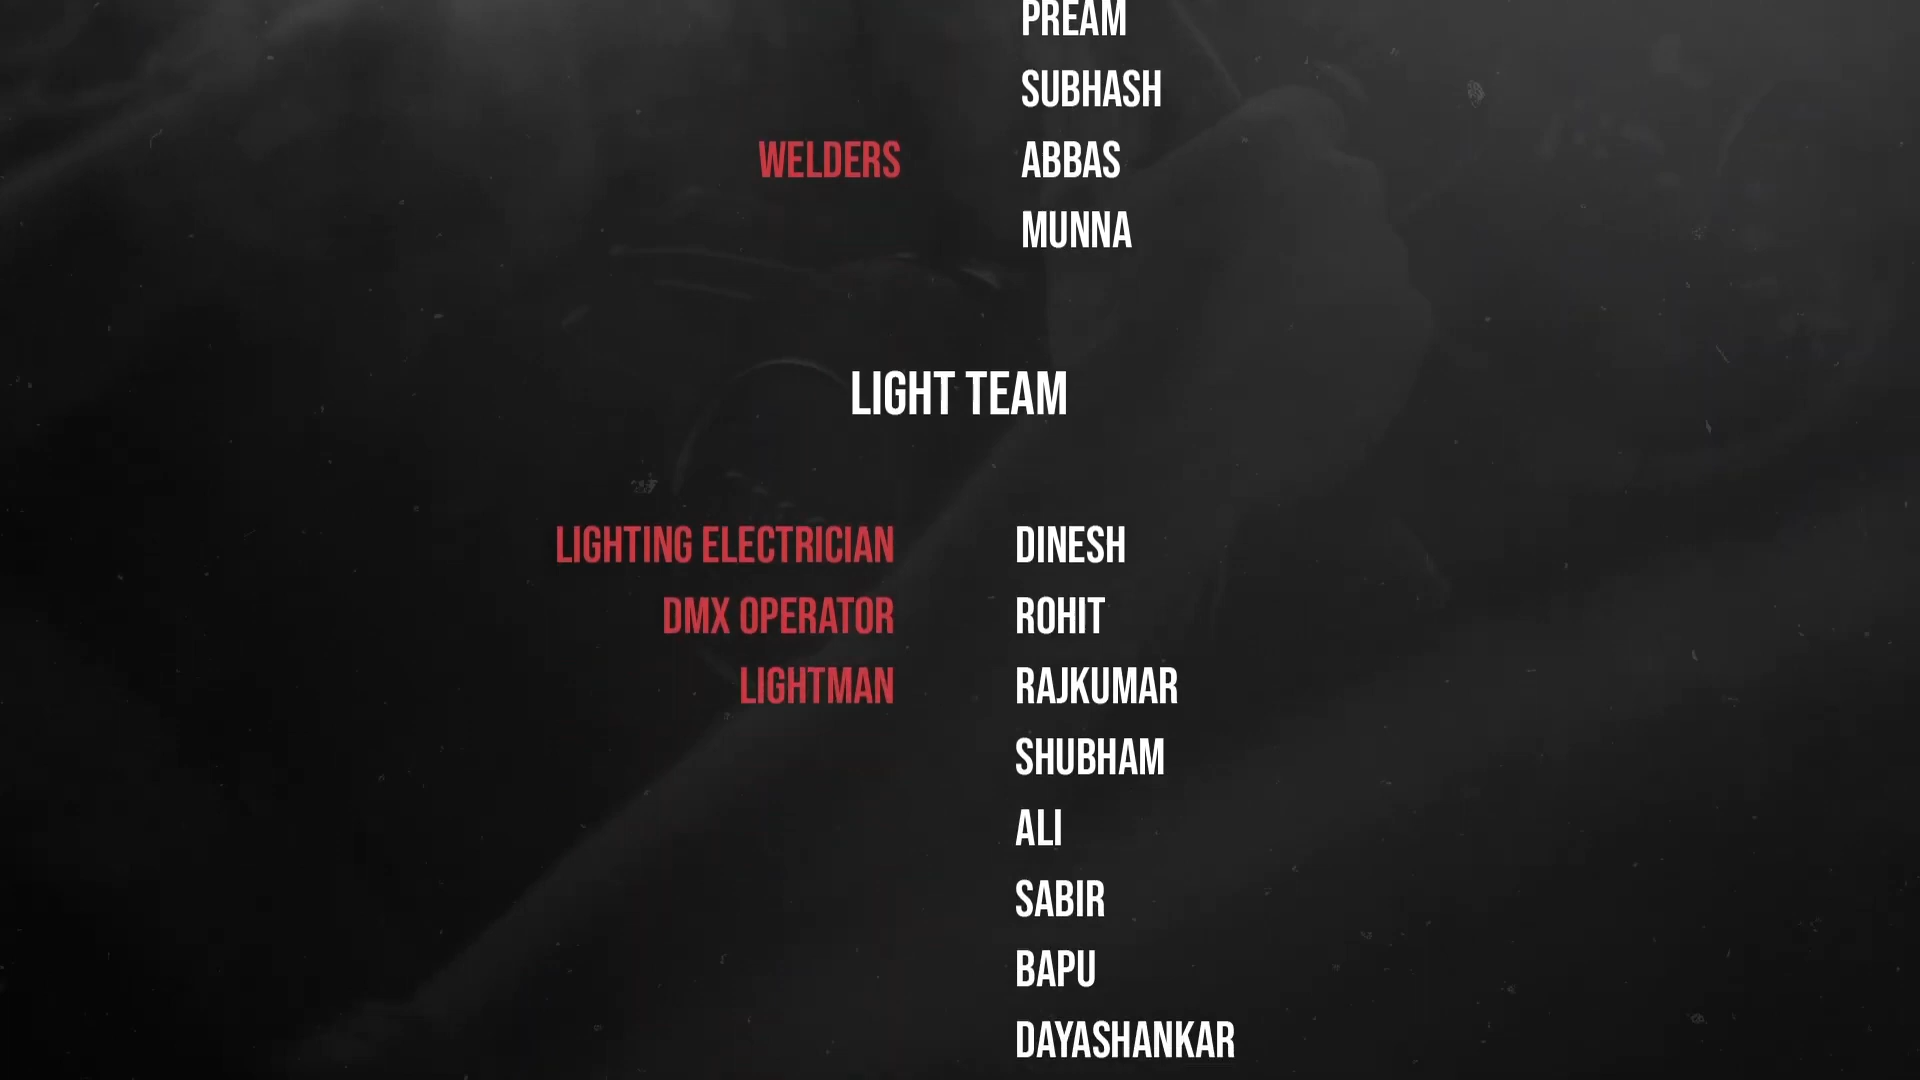 PREAM
SUBHASH
WELDERS ABBAS
MUNNA
LIGHT TEAM
LIGHTING ELECTRICIAN DINESH
DMX OPERATOR ROHIT
LIGHTMAN RAJKUMAR
SHUBHAM
ALI
SABIR
BAPU
DAYASHANKAR